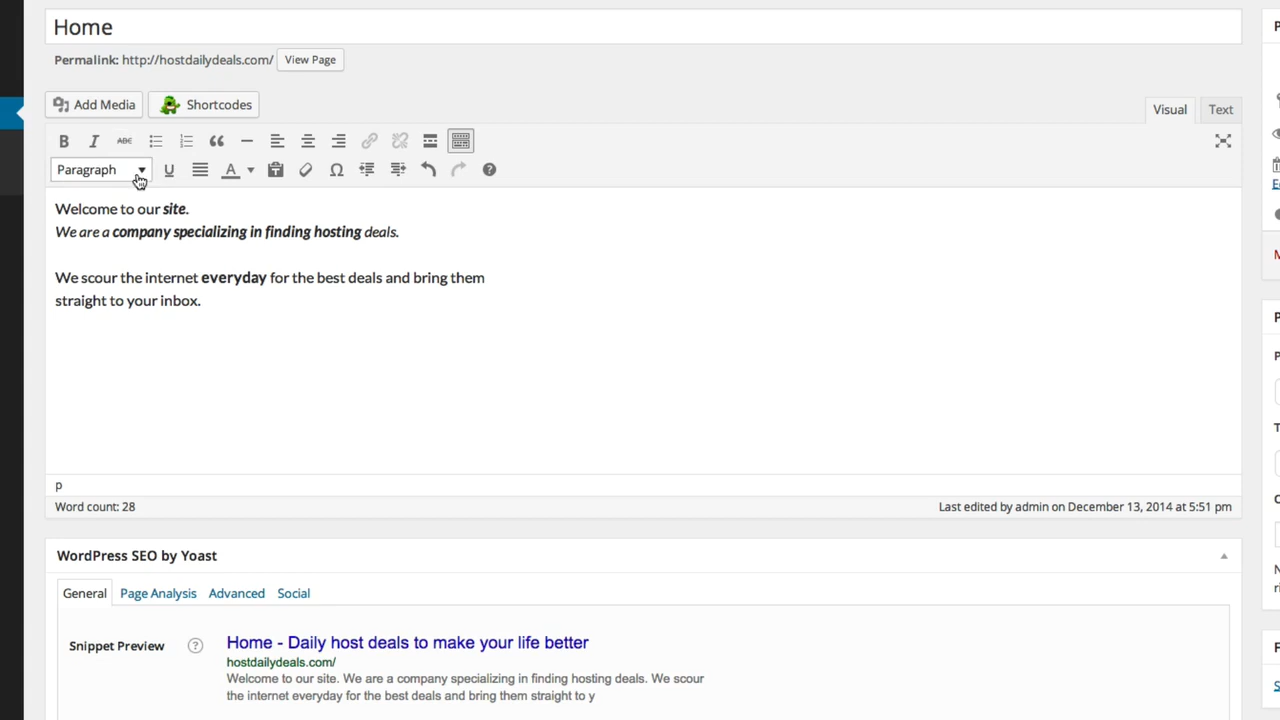 Home
Permalink: http://hostdailydeals.com/ View Page
Add Media Shortcodes
Visual Text
B I ABC
Paragraph U A Ω ?
Welcome to our site.
We are a company specializing in finding hosting deals.
We scour the internet everyday for the best deals and bring them
straight to your inbox.
p
Word count: 28 Last edited by admin on December 13, 2014 at 5:51 pm
WordPress SEO by Yoast
General Page Analysis Advanced Social
Snippet Preview ? Home - Daily host deals to make your life better
hostdailydeals.com/
Welcome to our site. We are a company specializing in finding hosting deals. We scour
the internet everyday for the best deals and bring them straight to y